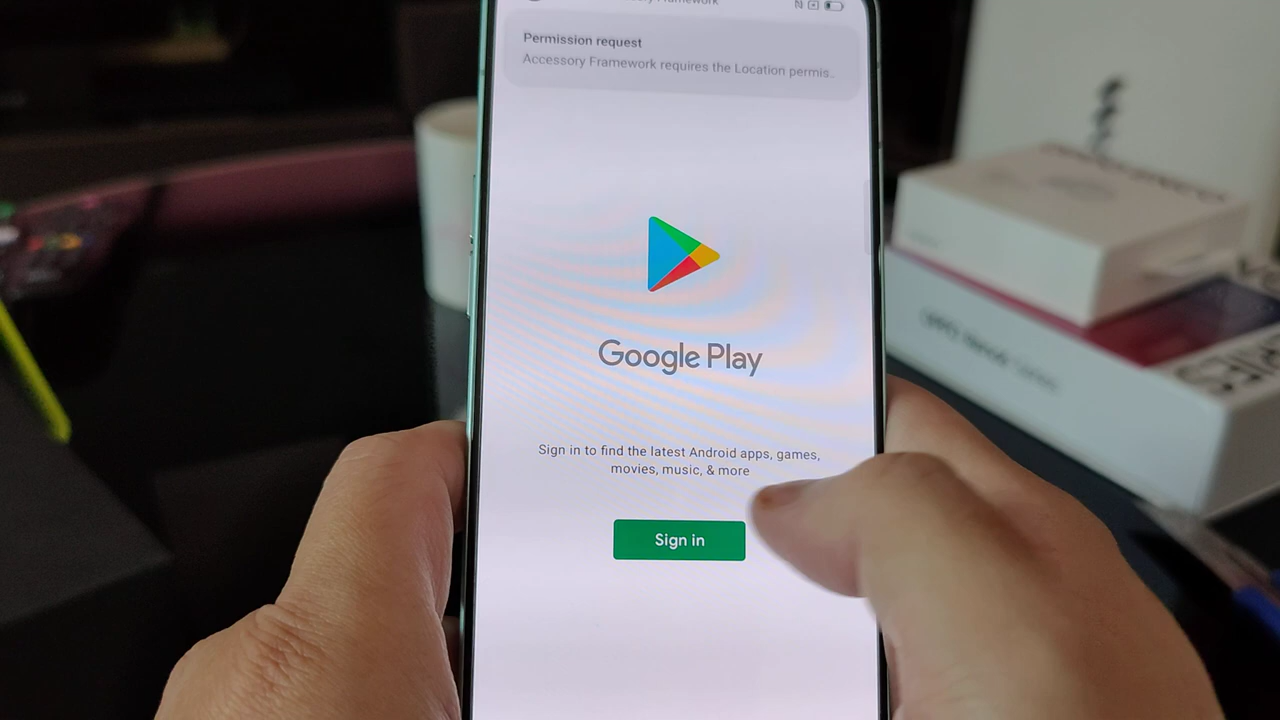 Framework
Permission request
Accessory Framework requires the Location permis..
Google Play
Sign in to find the latest Android apps, games,
movies, music, & more
Sign in